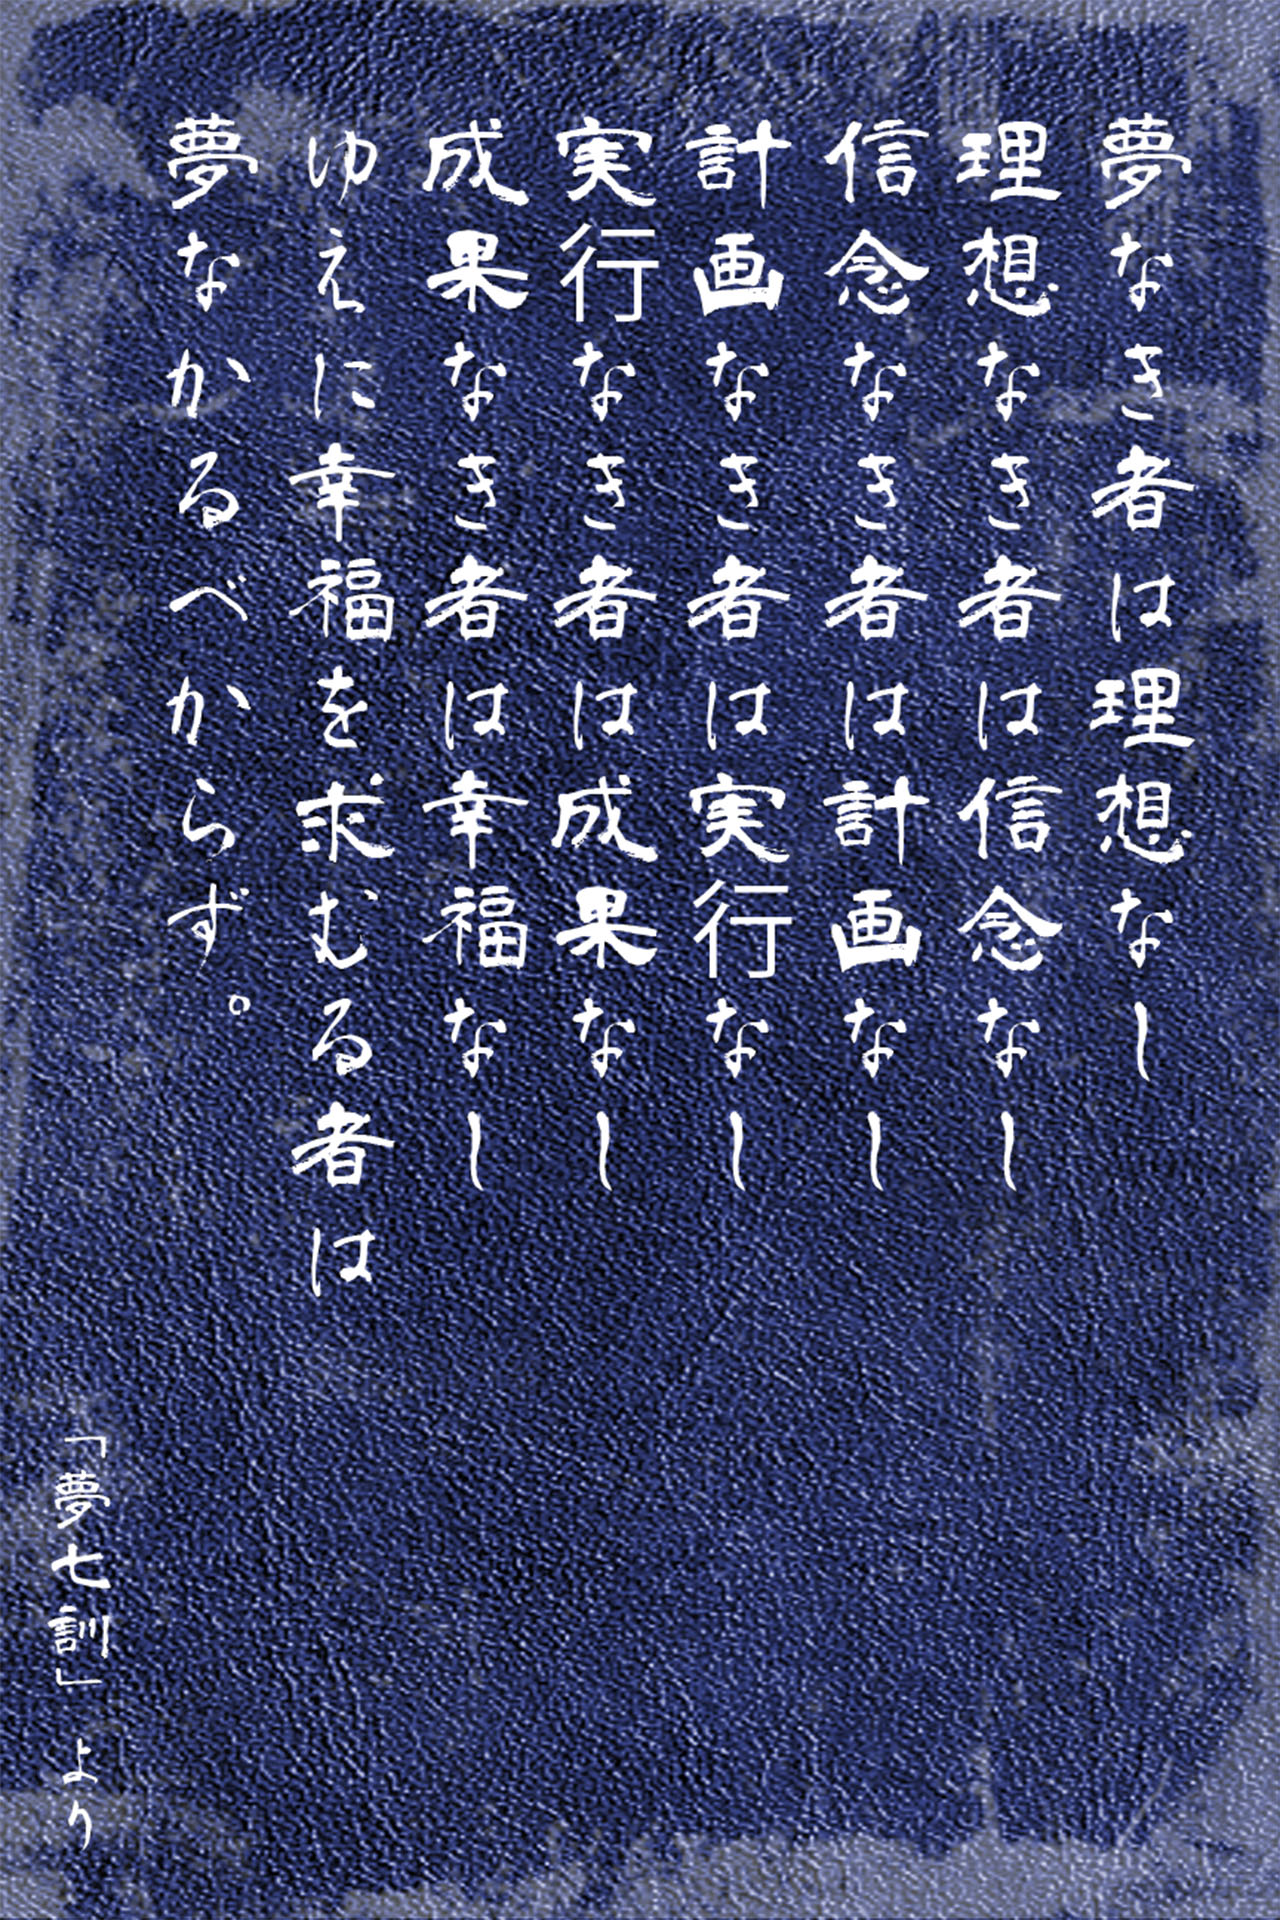 夢なき者は理想なし
理想なき者は信念なし
信念なき者は計画なし
計画なき者は実行なし
実行なき者は成果なし
成果なき者は幸福なし
ゆえに幸福を求むる者は
夢なかるべからず。
「夢七訓」より